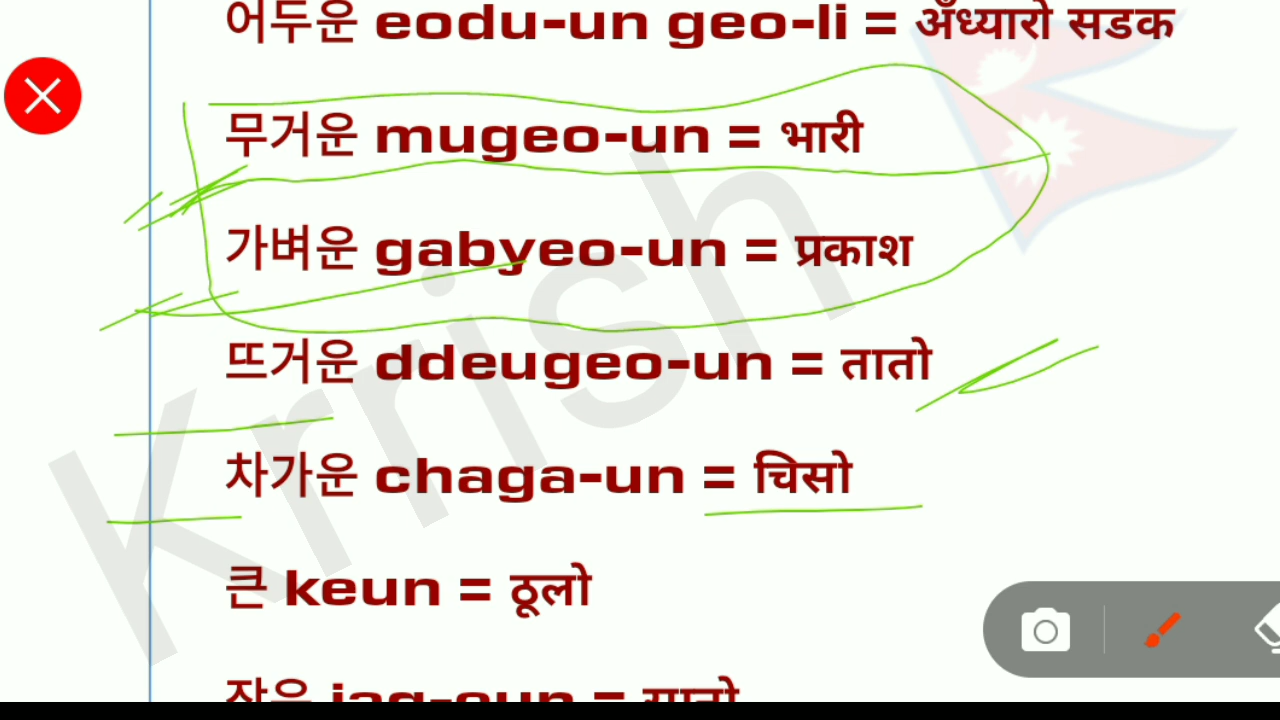 어두운 eodu-un geo-li = अँध्यारो सडक
무거운 mugeo-un = भारी
가벼운 gabyeo-un = प्रकाश
뜨거운 ddeugeo-un = तातो
차가운 chaga-un = चिसो
큰 keun = ठूलो
Krrish